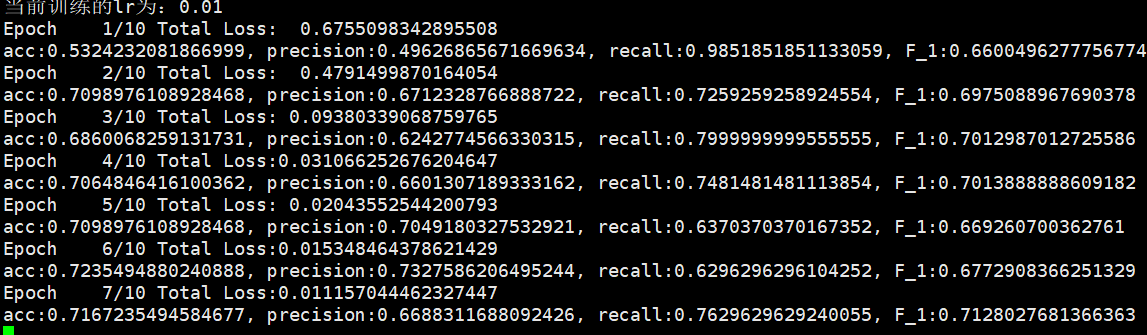 当前训练的lr为：0.01
Epoch    1/10 Total Loss:  0.6755098342895508
acc:0.5324232081866999, precision:0.49626865671669634, recall:0.9851851851133059, F_1:0.6600496277756774
Epoch    2/10 Total Loss:  0.4791499870164054
acc:0.7098976108928468, precision:0.6712328766888722, recall:0.7259259258924554, F_1:0.6975088967690378
Epoch    3/10 Total Loss: 0.09380339068759765
acc:0.6860068259131731, precision:0.6242774566330315, recall:0.7999999999555555, F_1:0.7012987012725586
Epoch    4/10 Total Loss:0.031066252676204647
acc:0.7064846416100362, precision:0.6601307189333162, recall:0.7481481481113854, F_1:0.7013888888609182
Epoch    5/10 Total Loss: 0.02043552544200793
acc:0.7098976108928468, precision:0.7049180327532921, recall:0.6370370370167352, F_1:0.669260700362761
Epoch    6/10 Total Loss:0.015348464378621429
acc:0.7235494880240888, precision:0.7327586206495244, recall:0.6296296296104252, F_1:0.6772908366251329
Epoch    7/10 Total Loss:0.011157044462327447
acc:0.7167235494584677, precision:0.6688311688092426, recall:0.7629629629240055, F_1:0.7128027681366363